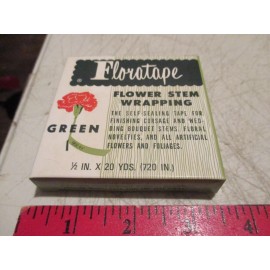 Floratape
FLOWER STEM
WRAPPING
THE SELF-SEALING TAPE FOR
FINISHING CORSAGE AND WED-
DING BOUQUET STEMS, FLORAL
NOVELTIES, AND ALL ARTIFICIAL
FLOWERS AND FOLIAGES.
GREEN
½ IN. X 20 YDS. (720 IN.)
1
2
3
4